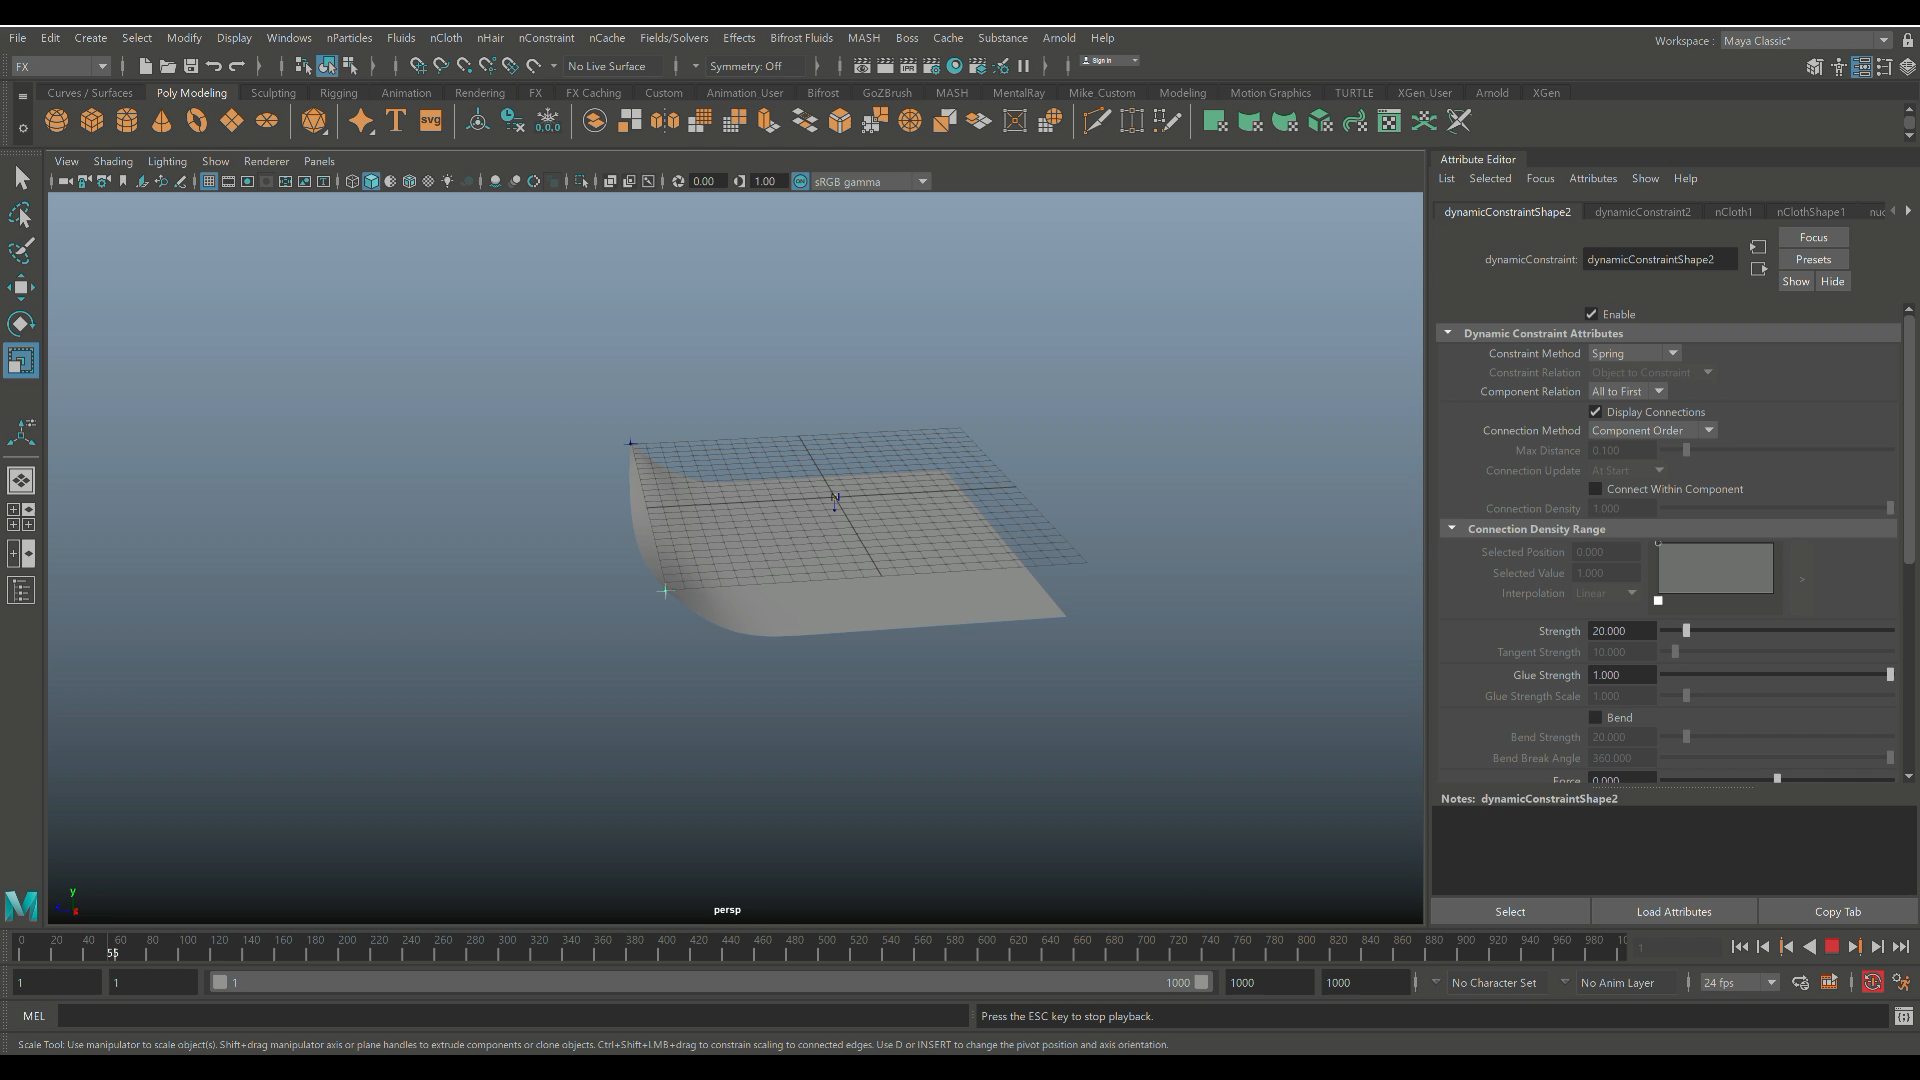 File Edit Create Select Modify Display Windows nParticles Fluids nCloth nHair nConstraint nCache Fields/Solvers Effects Bifrost Fluids MASH Boss Cache Substance Arnold Help
Workspace : Maya Classic*
FX No Live Surface Symmetry: Off IPR Sign In
Curves / Surfaces Poly Modeling Sculpting Rigging Animation Rendering FX FX Caching Custom Animation_User Bifrost GoZBrush MASH MentalRay Mike_Custom Modeling Motion Graphics TURTLE XGen_User Arnold XGen
T SVG 0,0,0
View Shading Lighting Show Renderer Panels
0.00 1.00 ON sRGB gamma
Attribute Editor
List Selected Focus Attributes Show Help
dynamicConstraintShape2 dynamicConstraint2 nCloth1 nClothShape1 nuc
dynamicConstraint: dynamicConstraintShape2
Focus
Presets
Show Hide
Enable
Dynamic Constraint Attributes
Constraint Method Spring
Constraint Relation Object to Constraint
Component Relation All to First
Display Connections
Connection Method Component Order
Max Distance 0.100
Connection Update At Start
Connect Within Component
Connection Density 1.000
Connection Density Range
Selected Position 0.000
Selected Value 1.000
Interpolation Linear
>
Strength 20.000
Tangent Strength 10.000
Glue Strength 1.000
Glue Strength Scale 1.000
Bend
Bend Strength 20.000
Bend Break Angle 360.000
Force 0.000
Notes: dynamicConstraintShape2
Select Load Attributes Copy Tab
N
y
persp
0 20 40 60 80 100 120 140 160 180 200 220 240 260 280 300 320 340 360 380 400 420 440 460 480 500 520 540 560 580 600 620 640 660 680 700 720 740 760 780 800 820 840 860 880 900 920 940 960 980 10
55
1
1 1 1 1000 1000 1000 No Character Set No Anim Layer 24 fps
MEL Press the ESC key to stop playback.
Scale Tool: Use manipulator to scale object(s). Shift+drag manipulator axis or plane handles to extrude components or clone objects. Ctrl+Shift+LMB+drag to constrain scaling to connected edges. Use D or INSERT to change the pivot position and axis orientation.